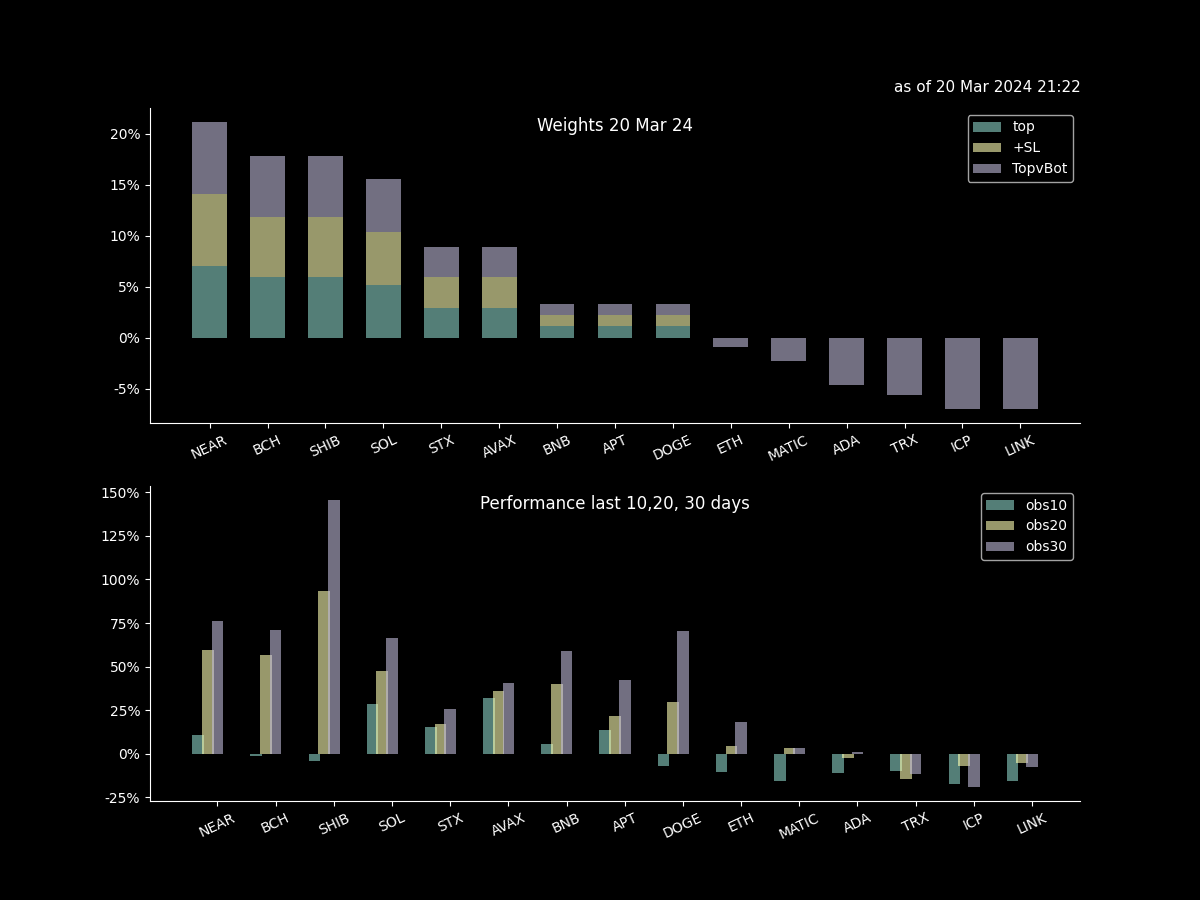 as of 20 Mar 2024 21:22
Weights 20 Mar 24
top
+SL
TopvBot
20%
15%
10%
5%
0%
-5%
NEAR BCH SHIB SOL STX AVAX BNB APT DOGE ETH MATIC ADA TRX ICP LINK
Performance last 10,20, 30 days
obs10
obs20
obs30
150%
125%
100%
75%
50%
25%
0%
-25%
NEAR BCH SHIB SOL STX AVAX BNB APT DOGE ETH MATIC ADA TRX ICP LINK